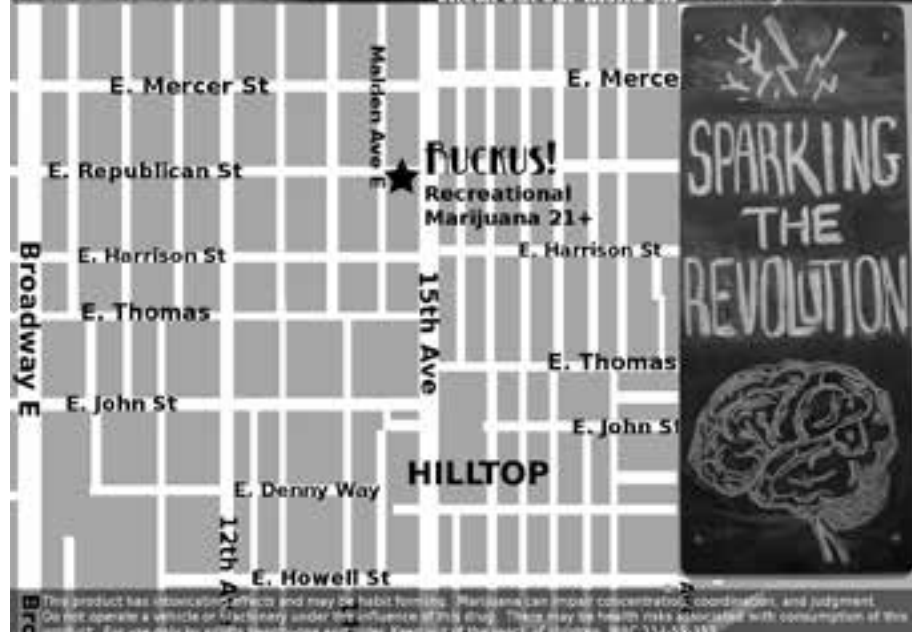 E. Mercer St
Malden Ave E
E. Merce
E. Republican St
RUCKUS!
Recreational
Marijuana 21+
E. Harrison St
E. Harrison St
Broadway E
15th Ave
E. Thomas
E. Thomas
E. John St
E. John St
HILLTOP
E. Denny Way
12th A
E. Howell St
Bro
SPARKING
THE
REVOLUTION
This product has intoxicating effects and may be habit forming. Marijuana can impair concentration, coordination, and judgment.
Do not operate a vehicle or machinery under the influence of this drug. There may be health risks associated with consumption of this